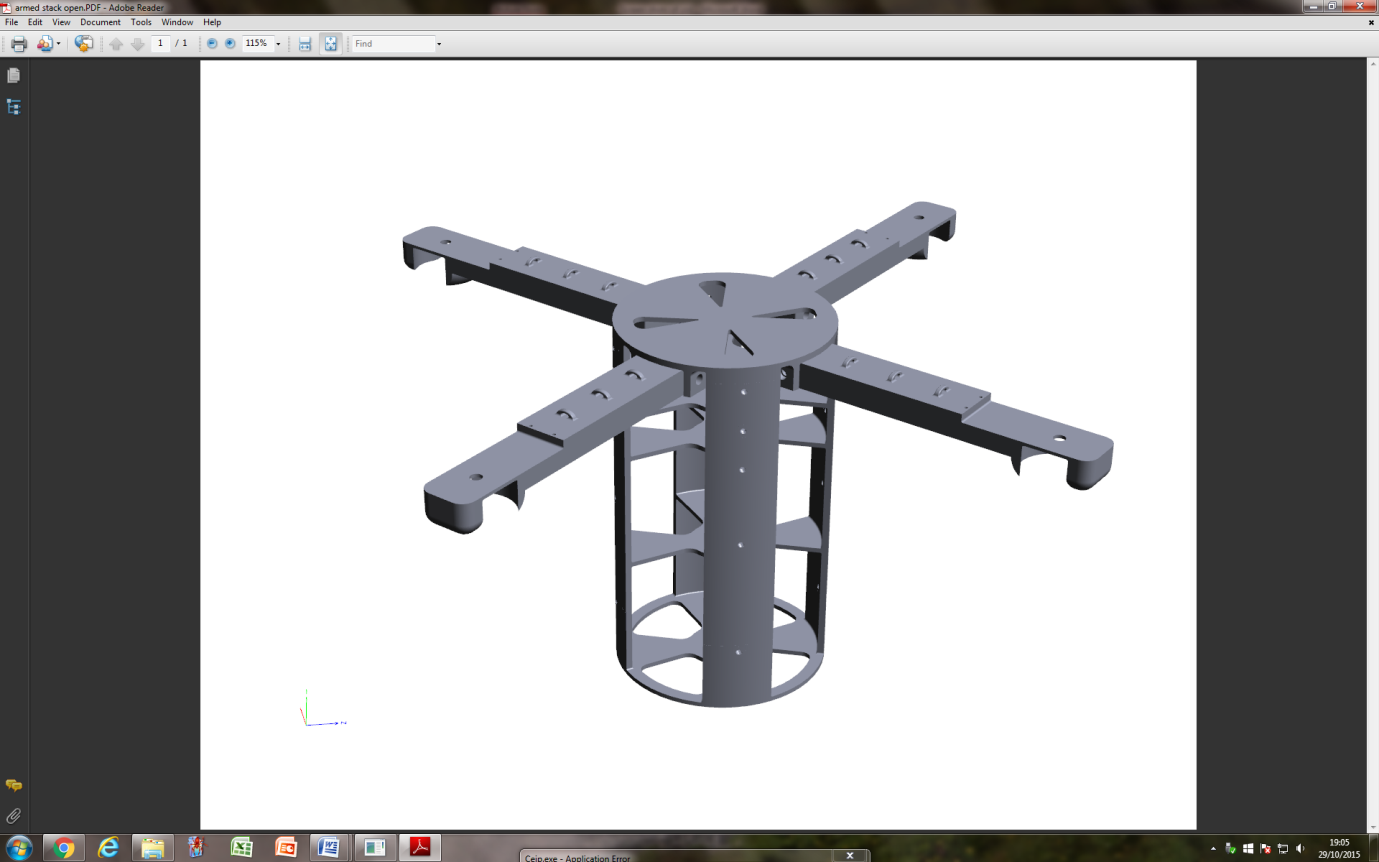 armed stack open.PDF - Adobe Reader
File Edit View Document Tools Window Help
1 / 1 115% Find
z
19:05
Ceip.exe - Application Error
29/10/2015